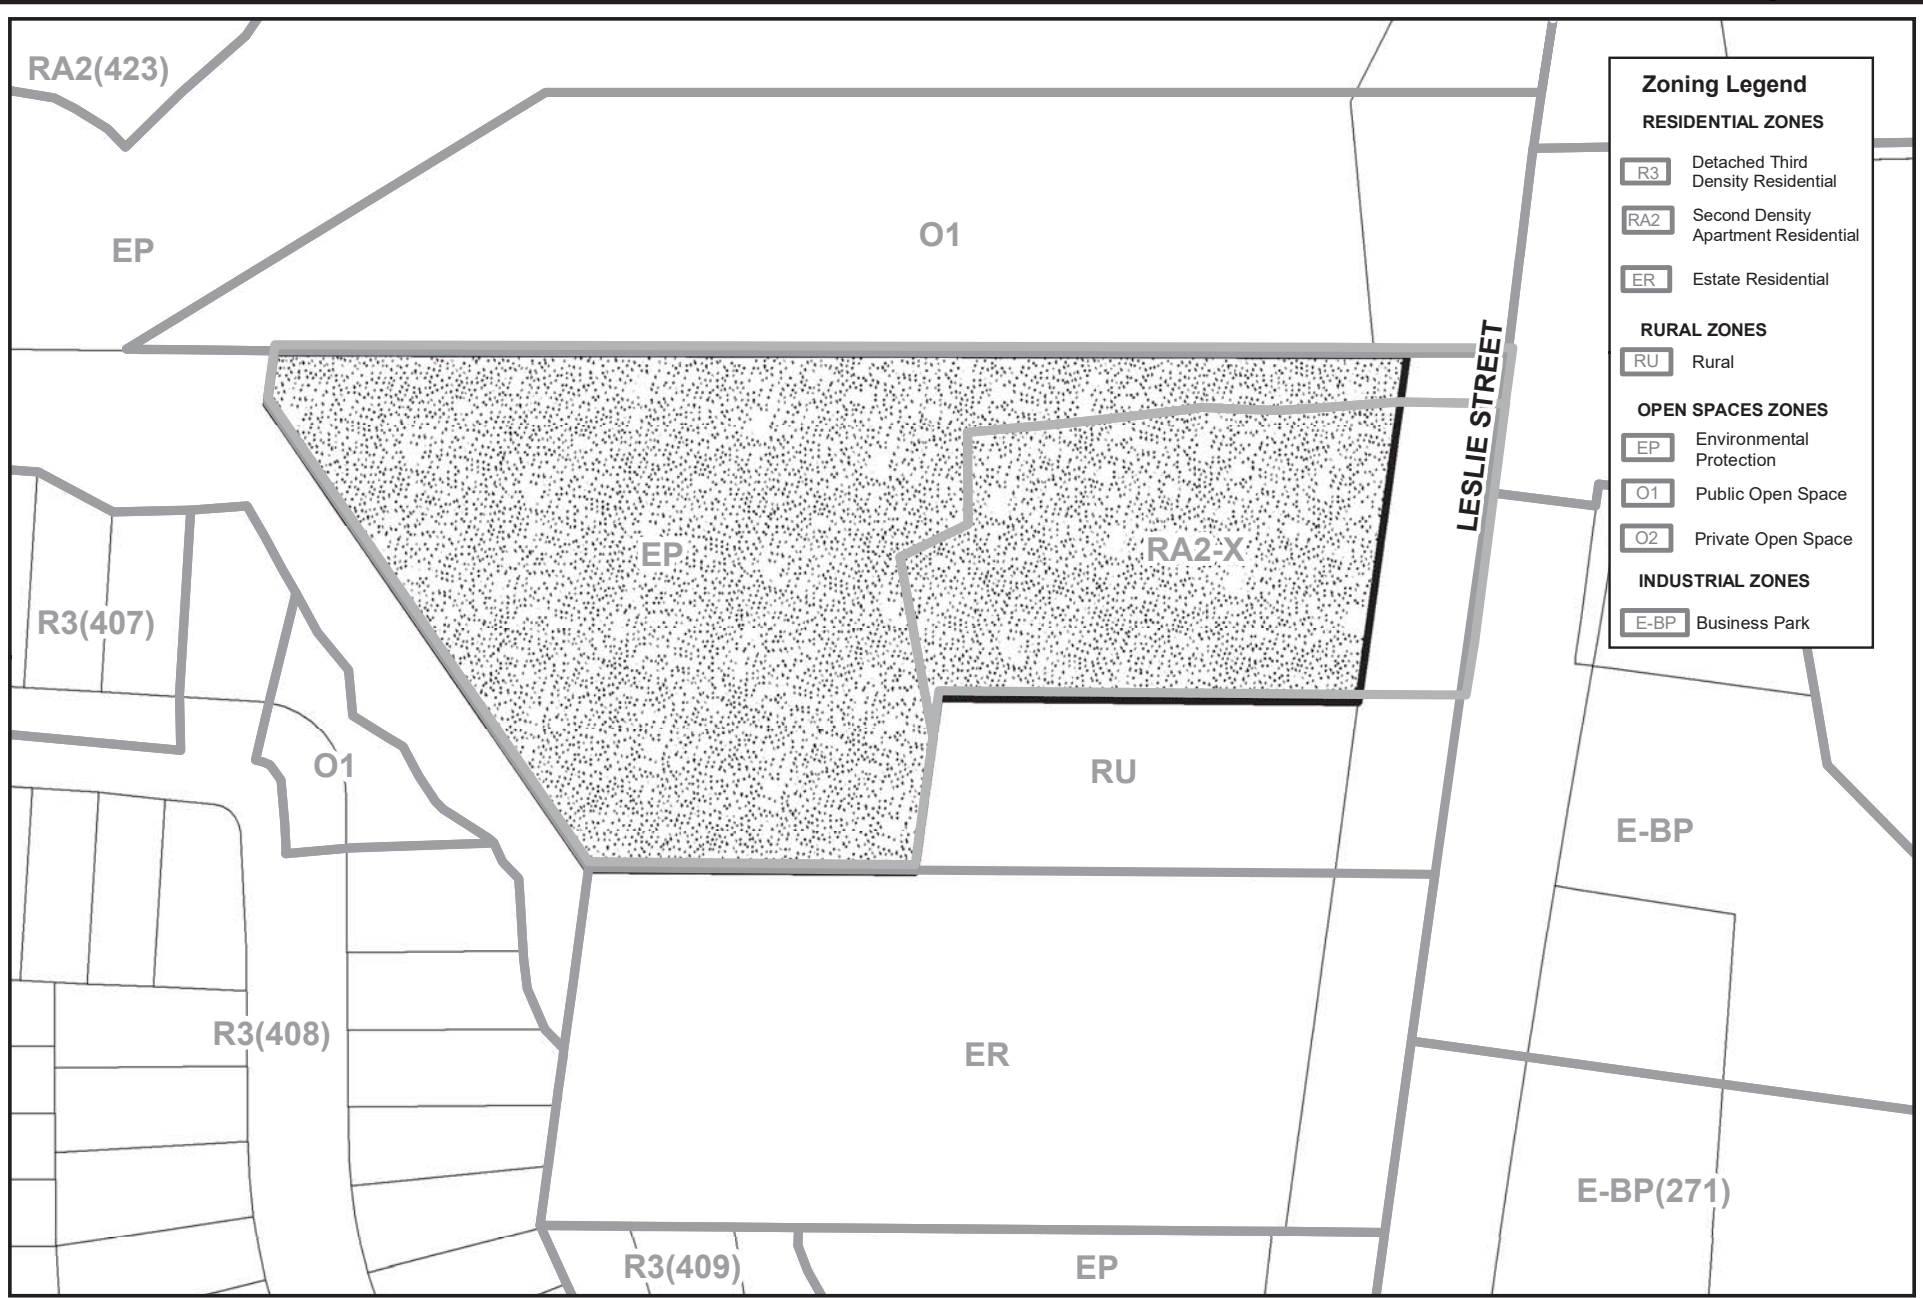 RA2(423)
EP
O1
LESLIE STREET
EP
RA2-X
R3(407)
O1
RU
E-BP
R3(408)
ER
E-BP(271)
R3(409)
EP
Zoning Legend
RESIDENTIAL ZONES
R3
Detached Third
Density Residential
RA2
Second Density
Apartment Residential
ER
Estate Residential
RURAL ZONES
RU
Rural
OPEN SPACES ZONES
EP
Environmental
Protection
O1
Public Open Space
O2
Private Open Space
INDUSTRIAL ZONES
E-BP
Business Park